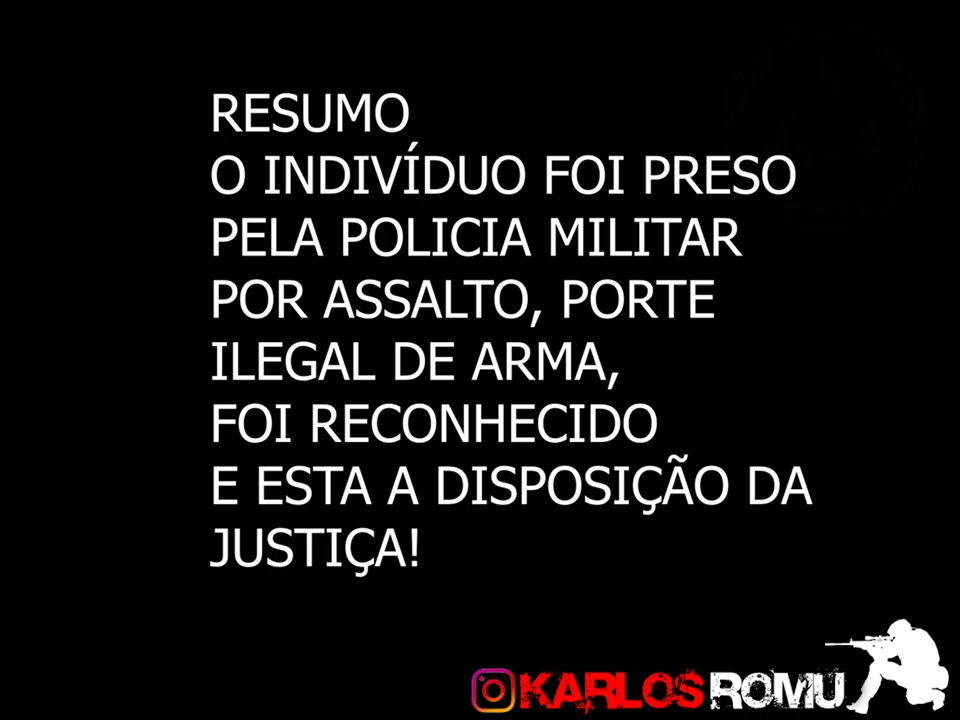 RESUMO
O INDIVÍDUO FOI PRESO
PELA POLICIA MILITAR
POR ASSALTO, PORTE
ILEGAL DE ARMA,
FOI RECONHECIDO
E ESTA A DISPOSIÇÃO DA
JUSTIÇA!
KARLOS ROMU